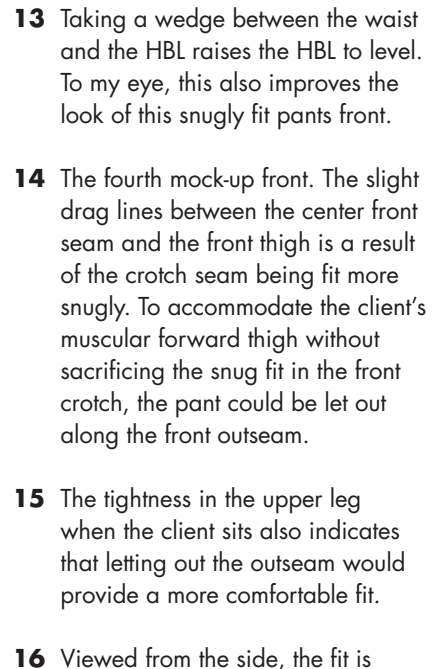 13 Taking a wedge between the waist
and the HBL raises the HBL to level.
To my eye, this also improves the
look of this snugly fit pants front.
14 The fourth mock-up front. The slight
drag lines between the center front
seam and the front thigh is a result
of the crotch seam being fit more
snugly. To accommodate the client's
muscular forward thigh without
sacrificing the snug fit in the front
crotch, the pant could be let out
along the front outseam.
15 The tightness in the upper leg
when the client sits also indicates
that letting out the outseam would
provide a more comfortable fit.
16 Viewed from the side, the fit is